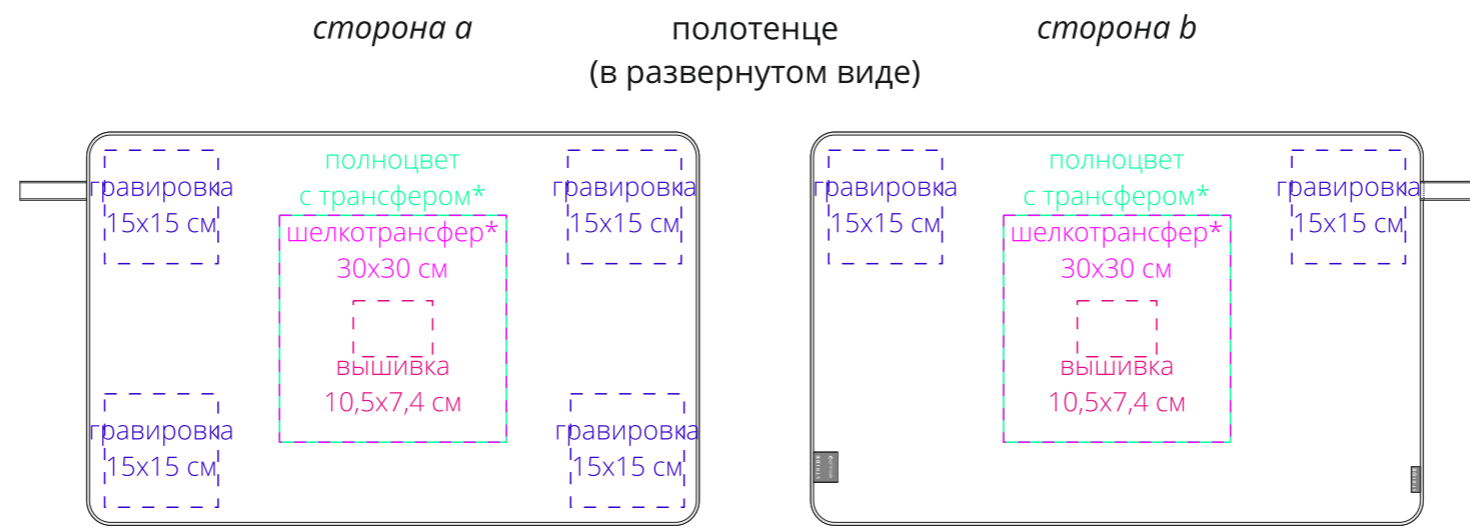 сторона a
полотенце
(в развернутом виде)
сторона b
гравировка
15x15 см
полноцвет
с трансфером*
шелкотрансфер*
30x30 см
вышивка
10,5x7,4 см
гравировка
15x15 см
гравировка
15x15 см
гравировка
15x15 см
гравировка
15x15 см
полноцвет
с трансфером*
шелкотрансфер*
30x30 см
вышивка
10,5x7,4 см
гравировка
15x15 см